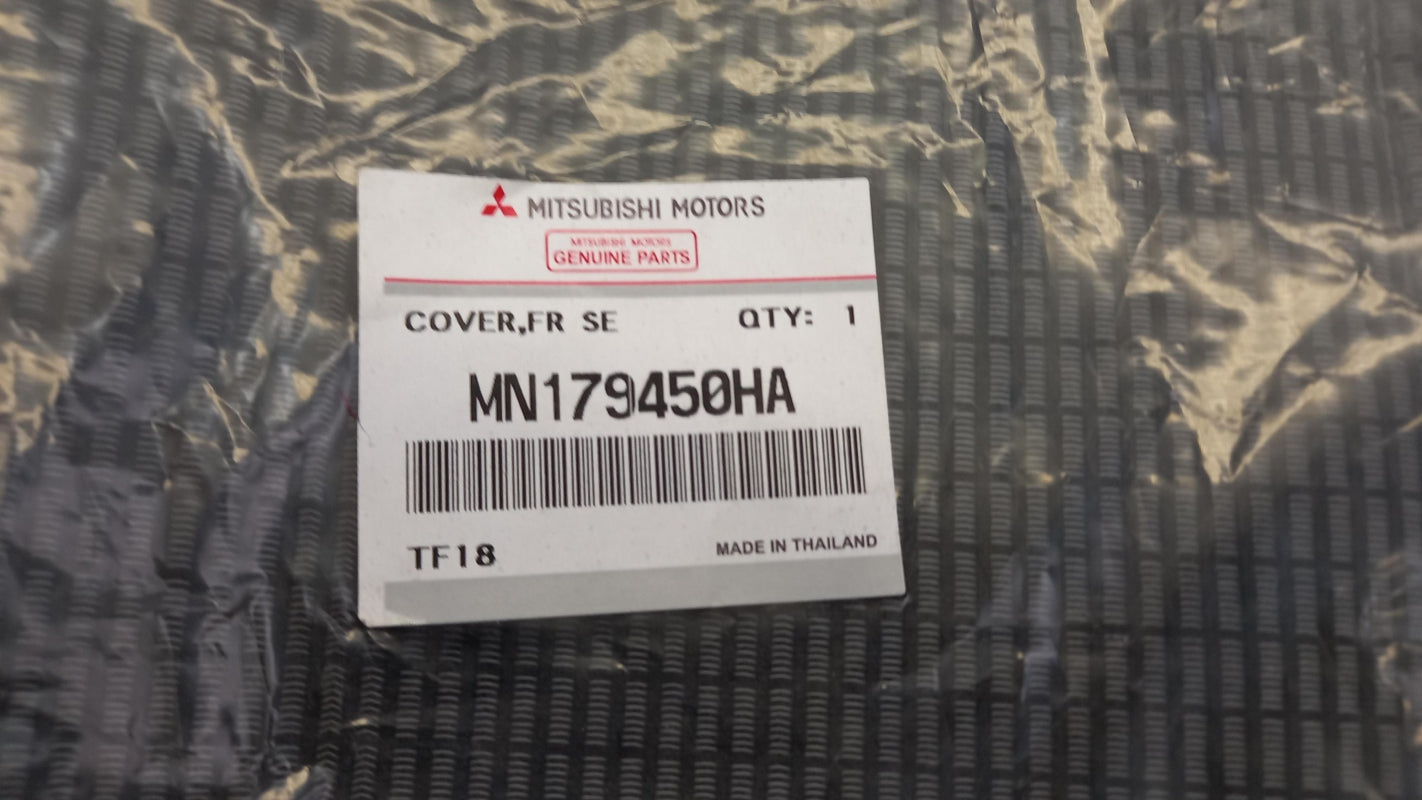 MITSUBISHI MOTORS
MITSUBISHI MOTORS
GENUINE PARTS
COVER,FR SE QTY: 1
MN179450HA
TF18 MADE IN THAILAND